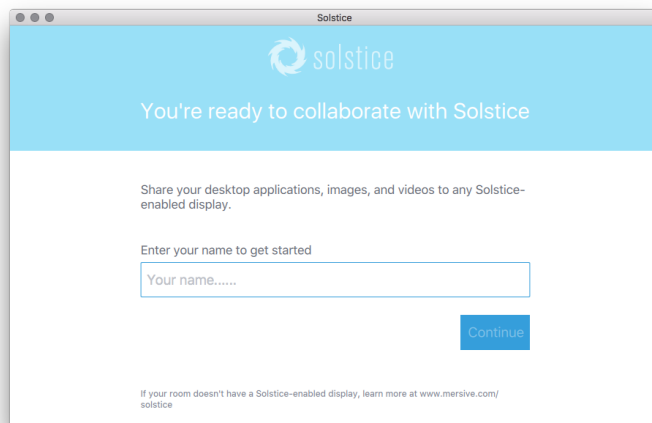 Solstice
solstice
You're ready to collaborate with Solstice
Share your desktop applications, images, and videos to any Solstice-
enabled display.
Enter your name to get started
Your name......
Continue
If your room doesn't have a Solstice-enabled display, learn more at www.mersive.com/
solstice